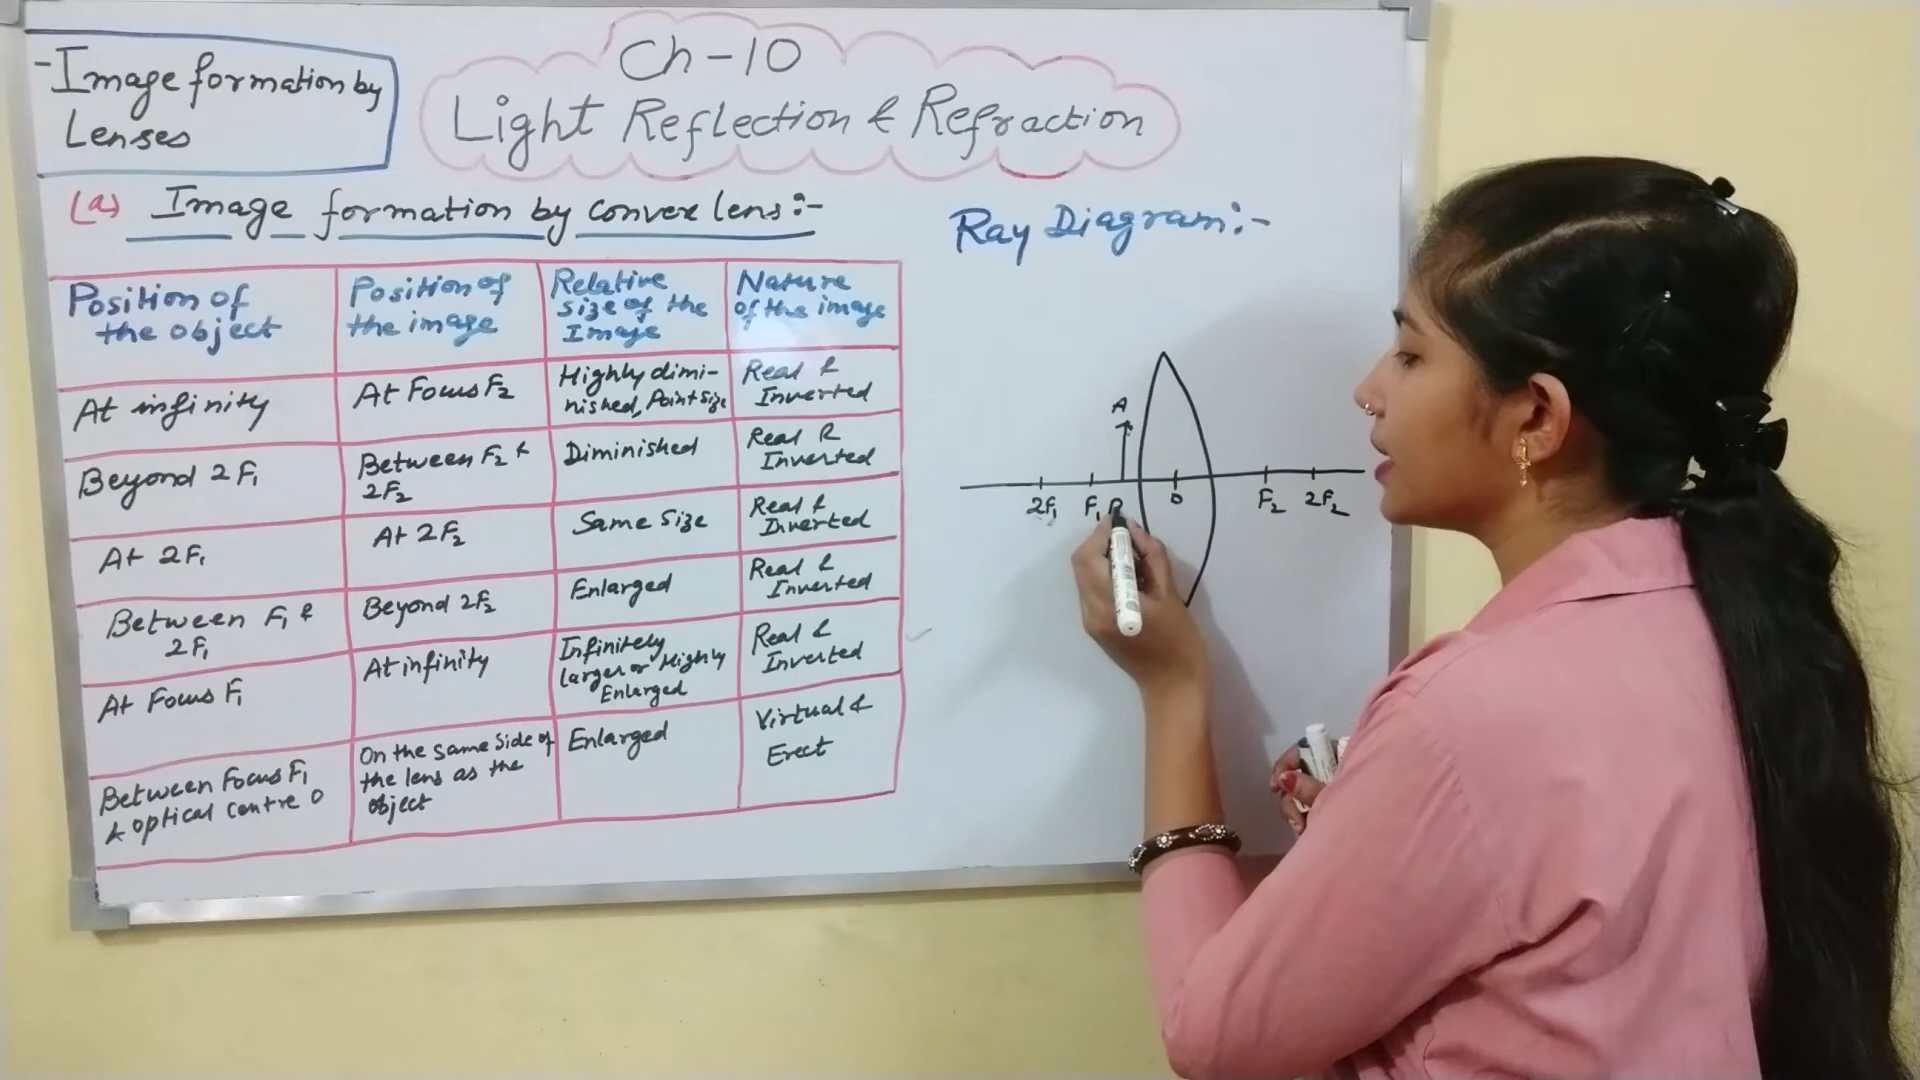 - Image formation by
Lenses
Ch-10
Light Reflection & Refraction
(a) Image formation by convex lens:-
Position of
the object
Position of
the image
Relative
size of the
Image
Nature
of the image
At infinity
At Focus F2
Highly dimi-
nished, Point size
Real &
Inverted
Beyond 2F1
Between F2 &
2F2
Diminished
Real &
Inverted
At 2F1
At 2F2
Same size
Real &
Inverted
Between F1 &
2F1
Beyond 2F2
Enlarged
Real &
Inverted
At Focus F1
At infinity
Infinitely
larger or Highly
Enlarged
Real &
Inverted
Between Focus F1
& optical centre O
On the same side of
the lens as the
object
Enlarged
Virtual &
Erect
Ray Diagram:-
A
2F1 F1 O F2 2F2